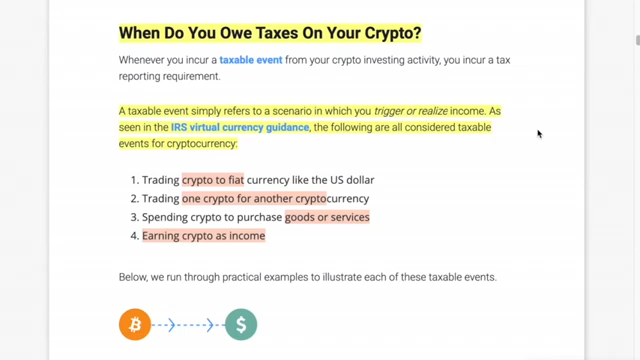 When Do You Owe Taxes On Your Crypto?
Whenever you incur a taxable event from your crypto investing activity, you incur a tax
reporting requirement.
A taxable event simply refers to a scenario in which you trigger or realize income. As
seen in the IRS virtual currency guidance, the following are all considered taxable
events for cryptocurrency:
1. Trading crypto to fiat currency like the US dollar
2. Trading one crypto for another cryptocurrency
3. Spending crypto to purchase goods or services
4. Earning crypto as income
Below, we run through practical examples to illustrate each of these taxable events.
₿ $